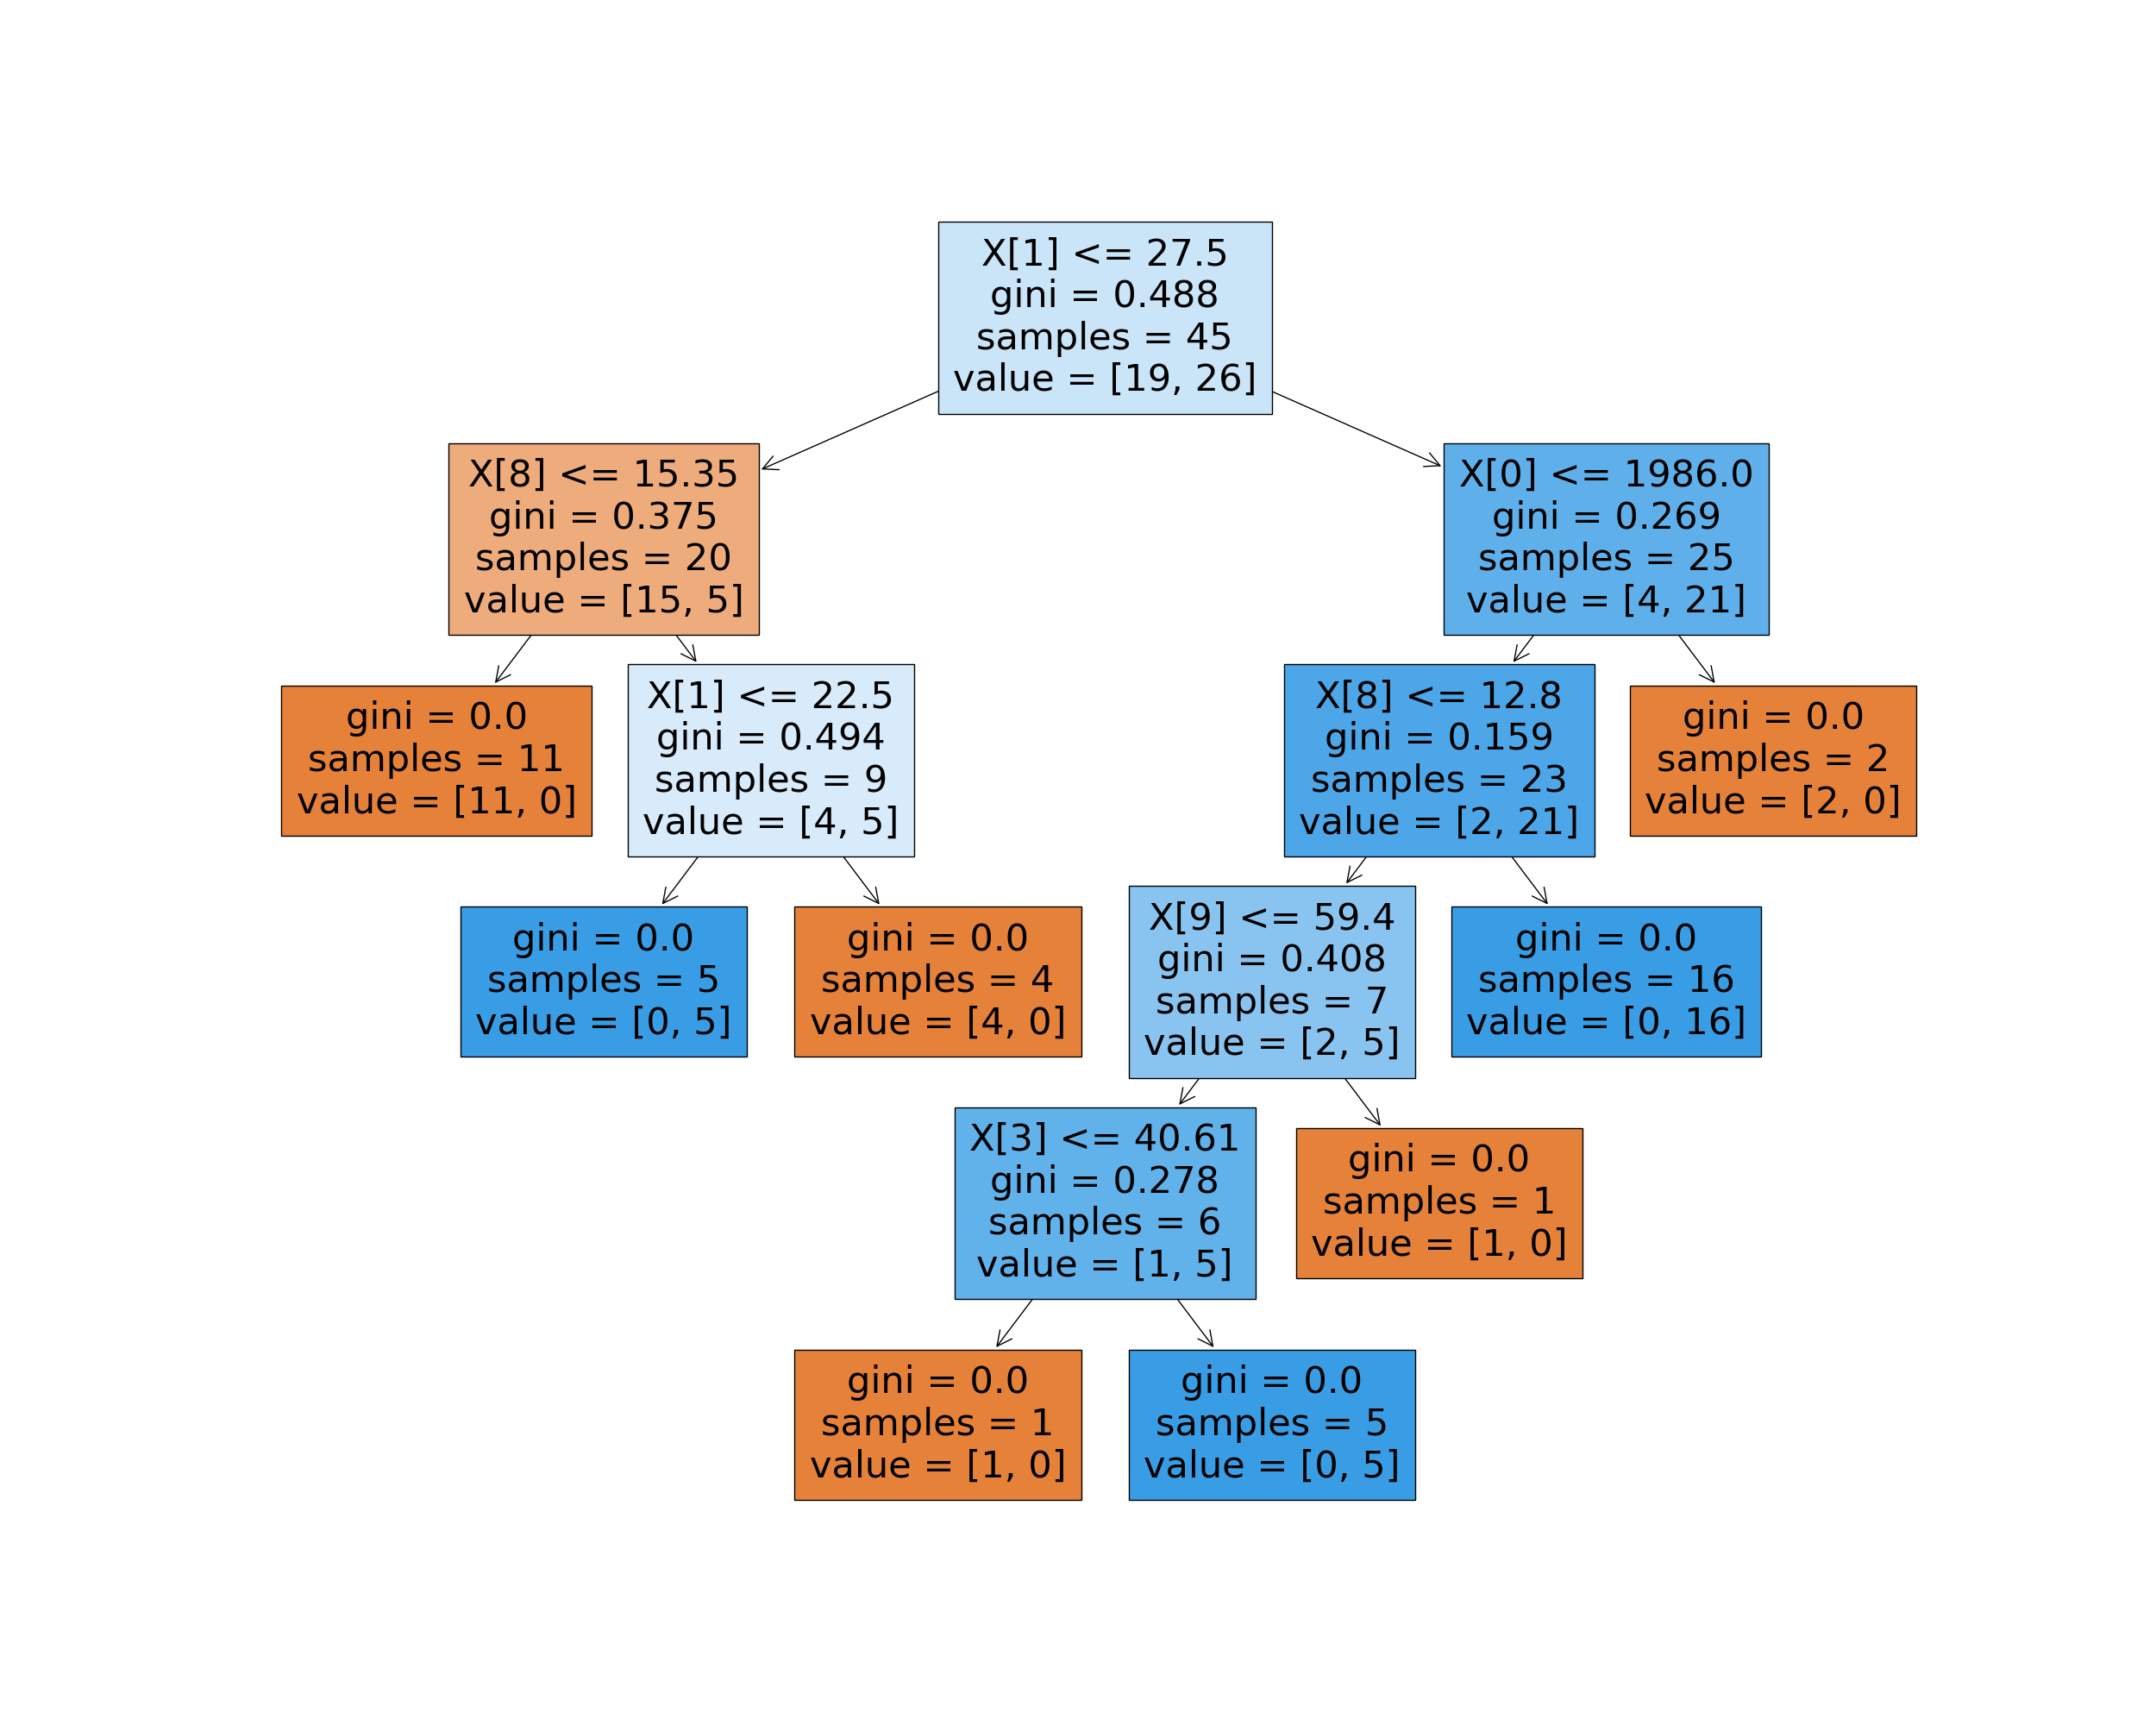 X[1] <= 27.5
gini = 0.488
samples = 45
value = [19, 26]
X[8] <= 15.35
gini = 0.375
samples = 20
value = [15, 5]
X[0] <= 1986.0
gini = 0.269
samples = 25
value = [4, 21]
gini = 0.0
samples = 11
value = [11, 0]
X[1] <= 22.5
gini = 0.494
samples = 9
value = [4, 5]
X[8] <= 12.8
gini = 0.159
samples = 23
value = [2, 21]
gini = 0.0
samples = 2
value = [2, 0]
gini = 0.0
samples = 5
value = [0, 5]
gini = 0.0
samples = 4
value = [4, 0]
X[9] <= 59.4
gini = 0.408
samples = 7
value = [2, 5]
gini = 0.0
samples = 16
value = [0, 16]
X[3] <= 40.61
gini = 0.278
samples = 6
value = [1, 5]
gini = 0.0
samples = 1
value = [1, 0]
gini = 0.0
samples = 1
value = [1, 0]
gini = 0.0
samples = 5
value = [0, 5]